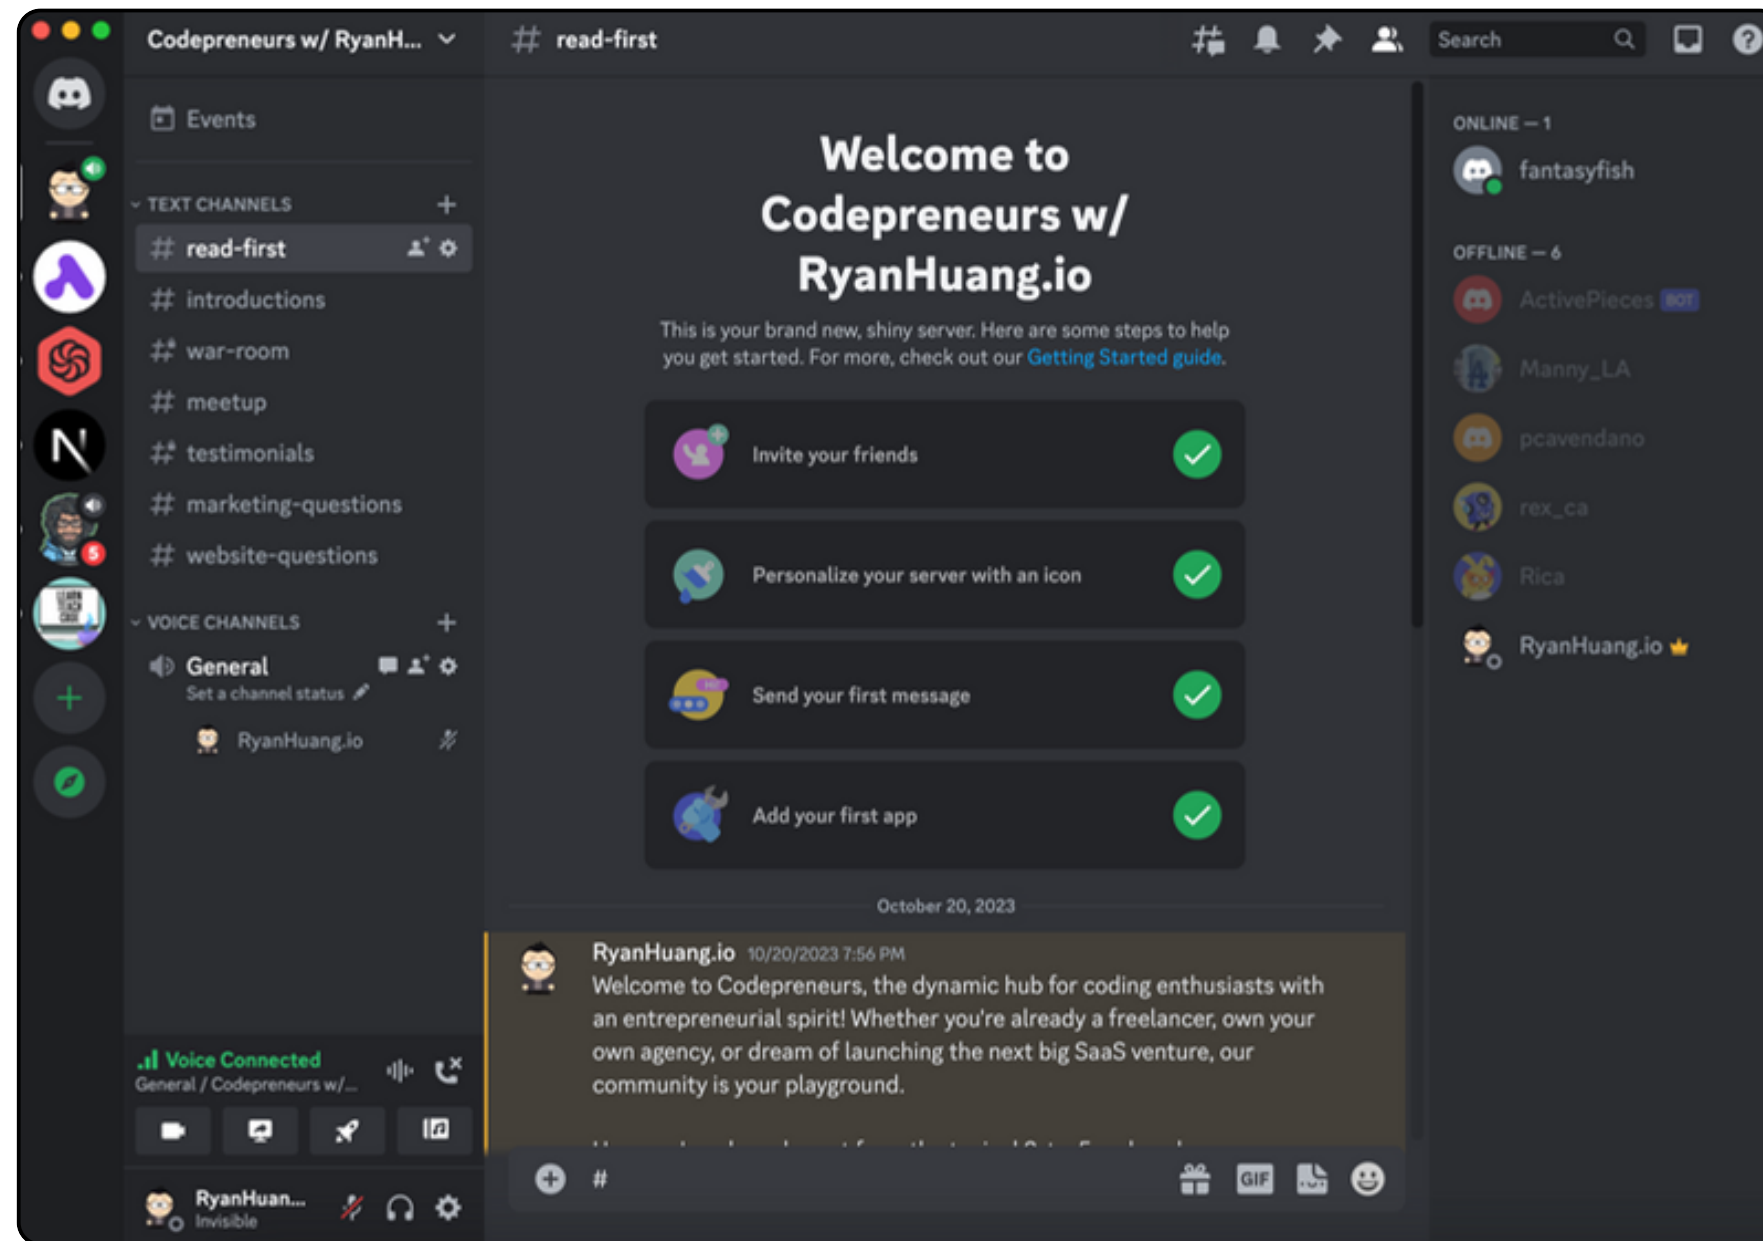 Codepreneurs w/ RyanH...
Events
TEXT CHANNELS
# read-first
# introductions
# war-room
# meetup
# testimonials
# marketing-questions
# website-questions
VOICE CHANNELS
General
Set a channel status
RyanHuang.io
Voice Connected
General / Codepreneurs w/...
RyanHuan...
Invisible
5
LEARN
TEACH
CODE
# read-first
Search
Welcome to
Codepreneurs w/
RyanHuang.io
This is your brand new, shiny server. Here are some steps to help
you get started. For more, check out our Getting Started guide.
Invite your friends
Personalize your server with an icon
Send your first message
Add your first app
October 20, 2023
RyanHuang.io 10/20/2023 7:56 PM
Welcome to Codepreneurs, the dynamic hub for coding enthusiasts with
an entrepreneurial spirit! Whether you're already a freelancer, own your
own agency, or dream of launching the next big SaaS venture, our
community is your playground.
#
GIF
ONLINE — 1
fantasyfish
OFFLINE — 6
ActivePieces BOT
Manny_LA
pcavendano
rex_ca
Rica
RyanHuang.io